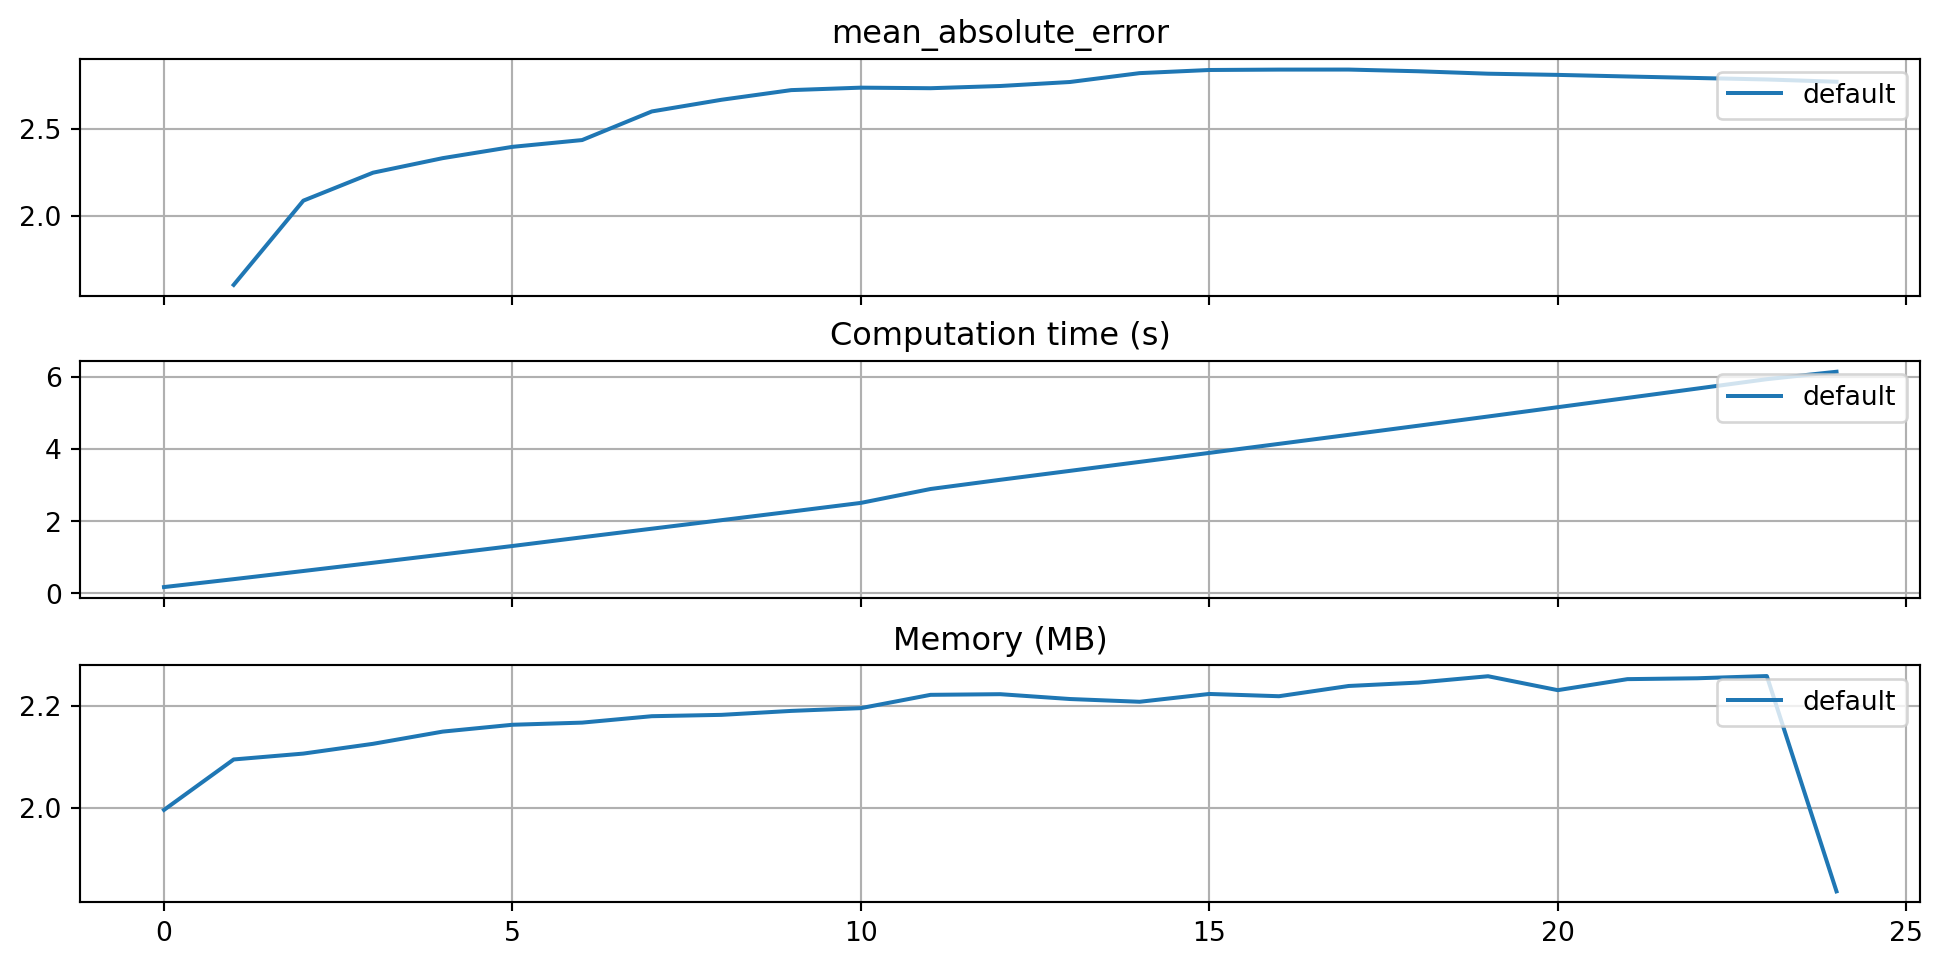 mean_absolute_error
2.5
2.0
default
Computation time (s)
6
4
2
0
default
Memory (MB)
2.2
2.0
default
0 5 10 15 20 25